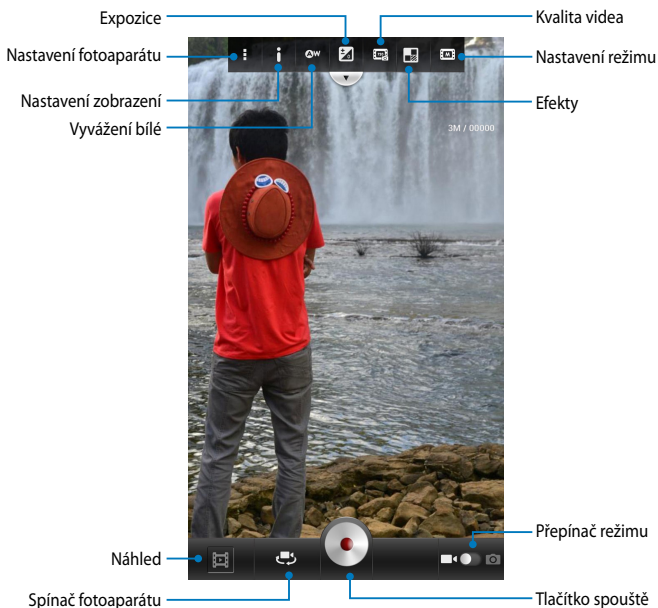 Expozice
Kvalita videa
Nastavení fotoaparátu
Nastavení režimu
Nastavení zobrazení
Efekty
Vyvážení bílé
3M / 00000
Přepínač režimu
Náhled
Spínač fotoaparátu
Tlačítko spouště